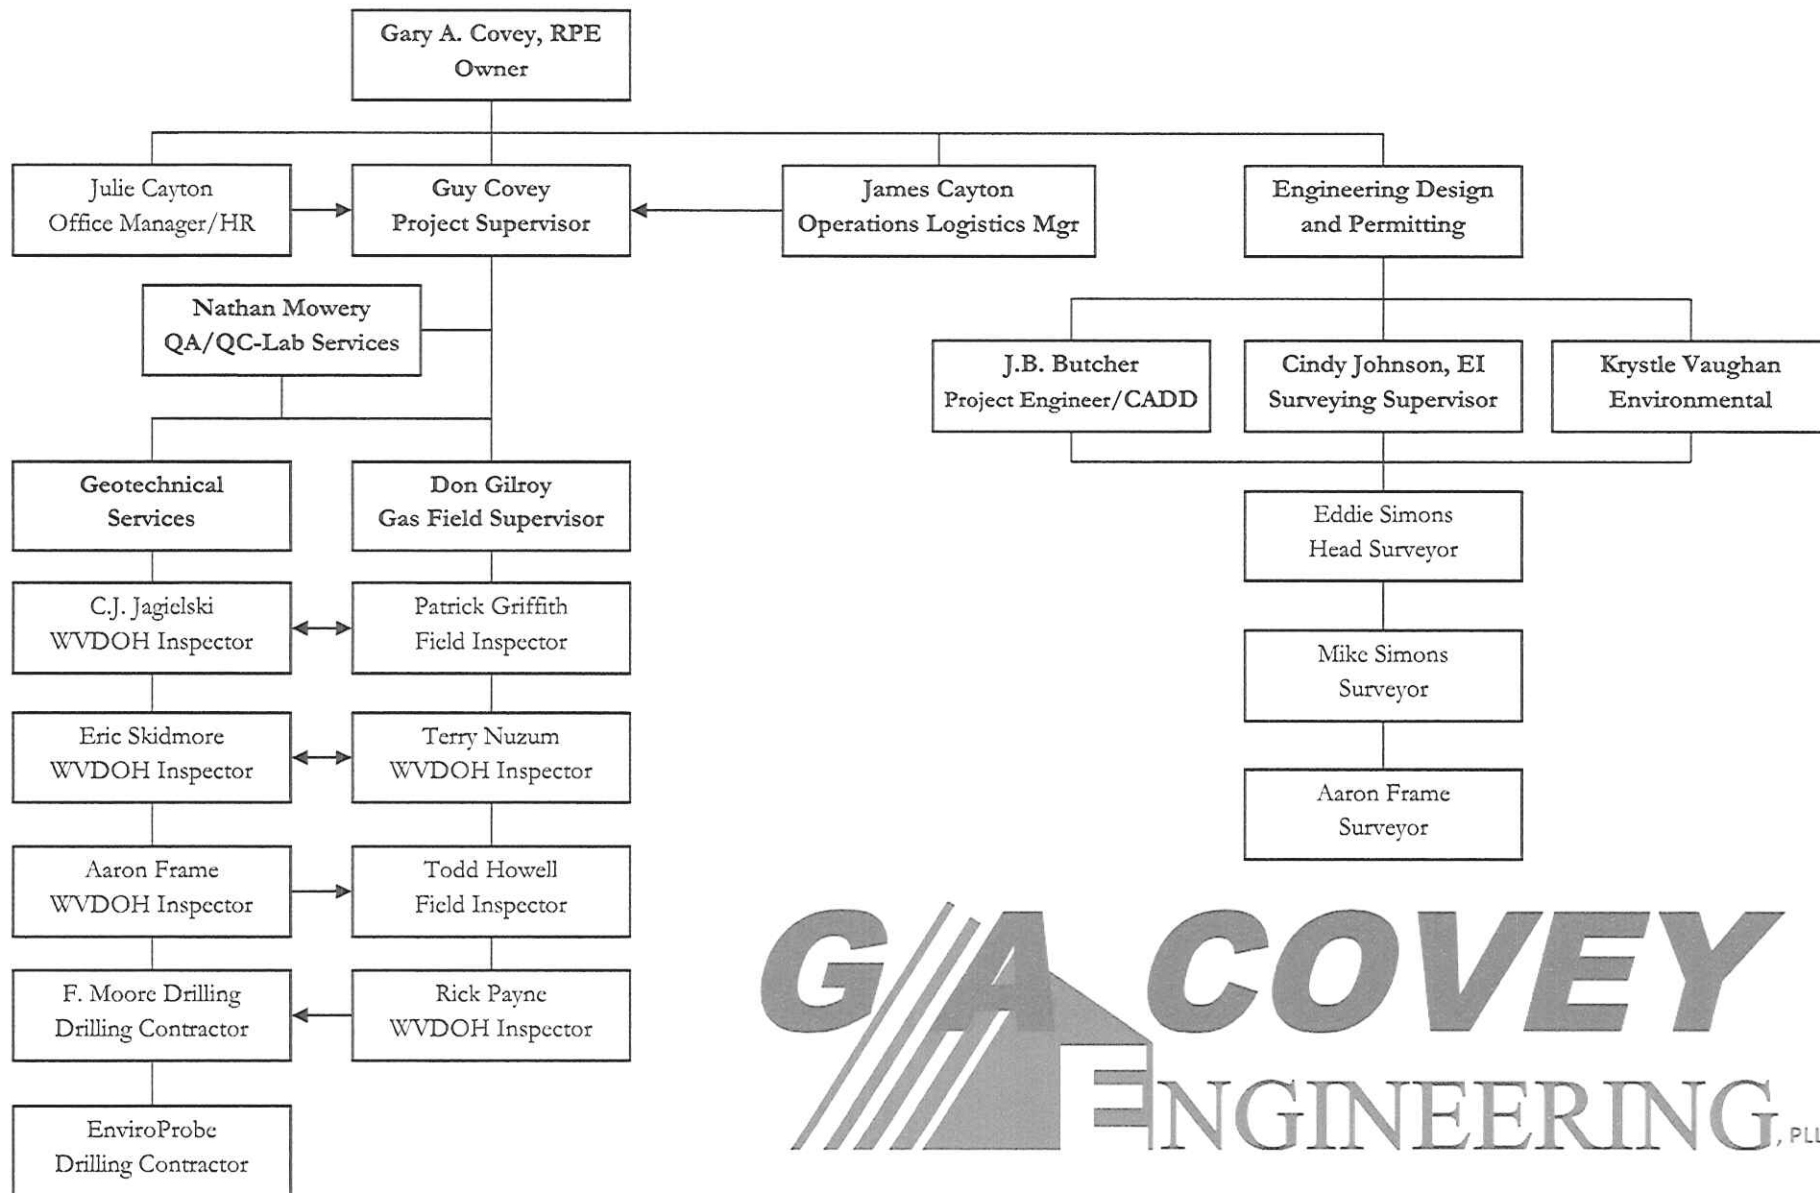 Gary A. Covey, RPE
Owner
Julie Cayton
Office Manager/HR
Guy Covey
Project Supervisor
James Cayton
Operations Logistics Mgr
Engineering Design
and Permitting
Nathan Mowery
QA/QC-Lab Services
J.B. Butcher
Project Engineer/CADD
Cindy Johnson, EI
Surveying Supervisor
Krystle Vaughan
Environmental
Geotechnical
Services
Don Gilroy
Gas Field Supervisor
Eddie Simons
Head Surveyor
C.J. Jagielski
WVDOH Inspector
Patrick Griffith
Field Inspector
Mike Simons
Surveyor
Eric Skidmore
WVDOH Inspector
Terry Nuzum
WVDOH Inspector
Aaron Frame
Surveyor
Aaron Frame
WVDOH Inspector
Todd Howell
Field Inspector
F. Moore Drilling
Drilling Contractor
Rick Payne
WVDOH Inspector
EnviroProbe
Drilling Contractor
GA COVEY
ENGINEERING, PLL